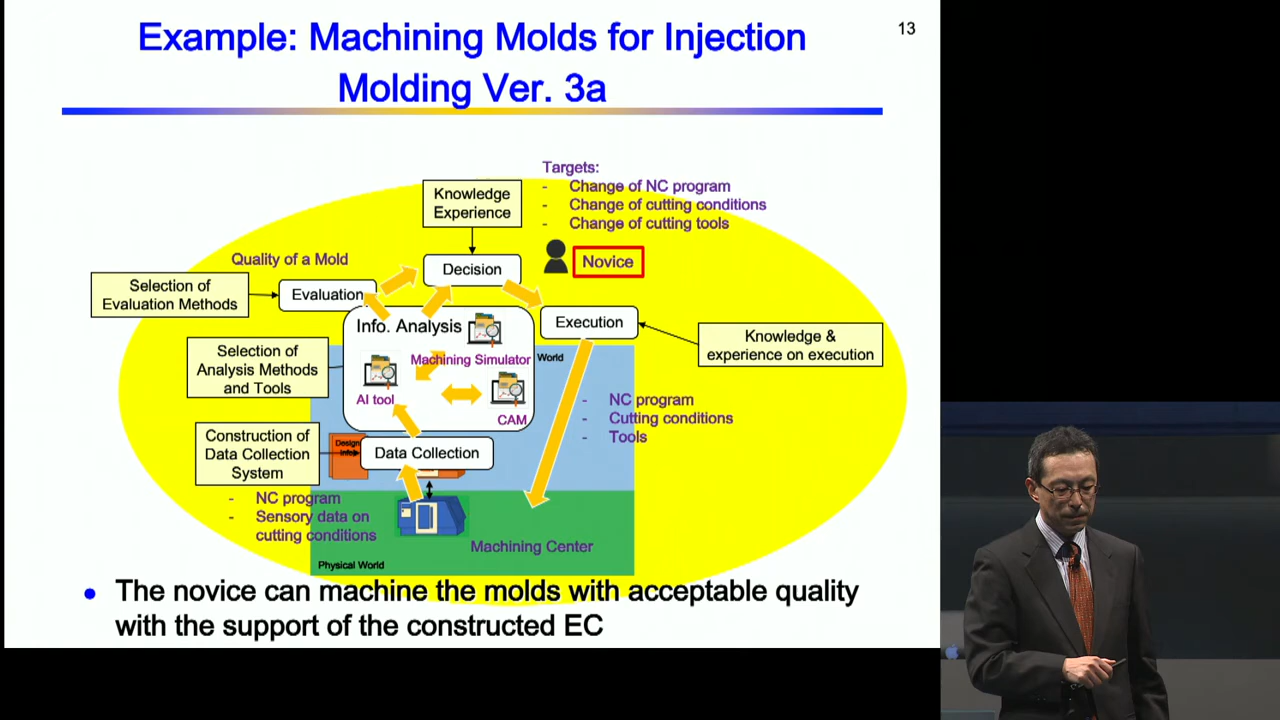 Example: Machining Molds for Injection
Molding Ver. 3a
13
Targets:
- Change of NC program
- Change of cutting conditions
- Change of cutting tools
Knowledge
Experience
Quality of a Mold
Decision
Novice
Selection of
Evaluation Methods
Evaluation
Info. Analysis
Execution
Knowledge &
experience on execution
Selection of
Analysis Methods
and Tools
Machining Simulator
World
AI tool
CAM
- NC program
- Cutting conditions
- Tools
Construction of
Data Collection
System
Design
Info
Data Collection
- NC program
- Sensory data on
cutting conditions
Machining Center
Physical World
• The novice can machine the molds with acceptable quality
with the support of the constructed EC